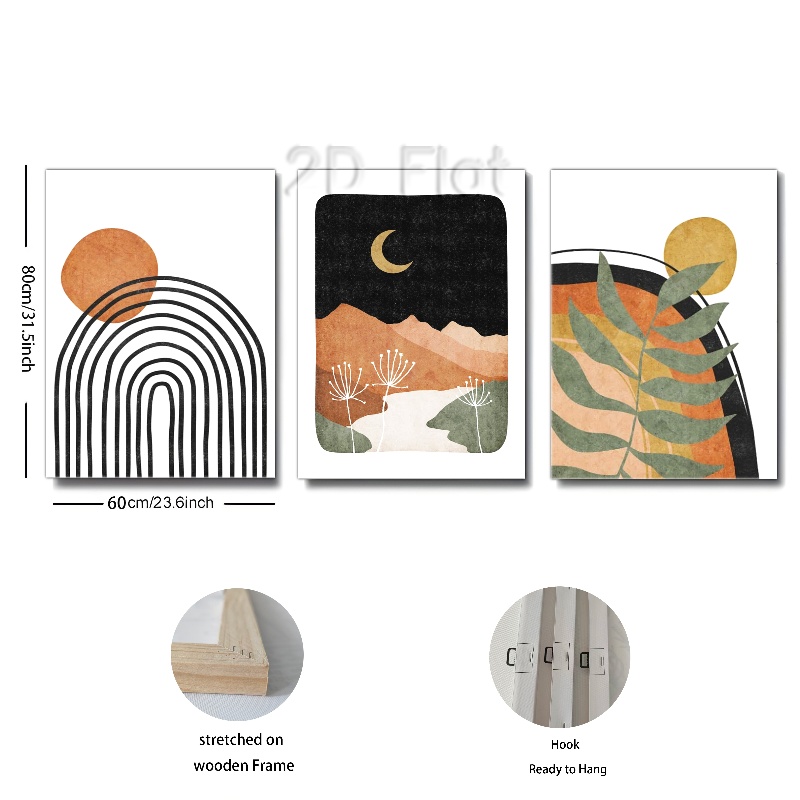 2D Flat
80cm/31.5inch
60cm/23.6inch
stretched on
wooden Frame
Hook
Ready to Hang